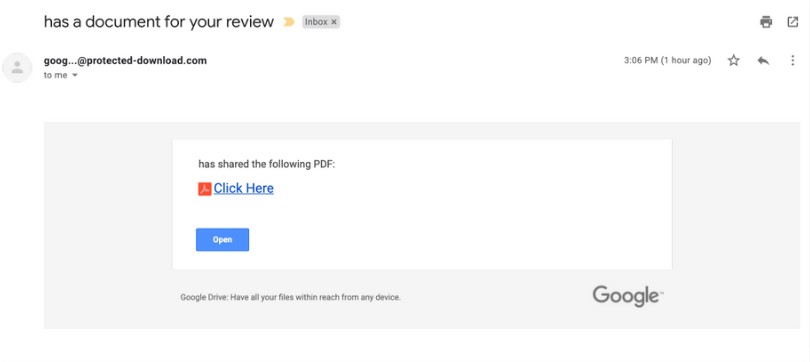 has a document for your review
Inbox ×
goog...@protected-download.com
3:06 PM (1 hour ago)
to me
has shared the following PDF:
Click Here
Open
Google Drive: Have all your files within reach from any device.
Google™